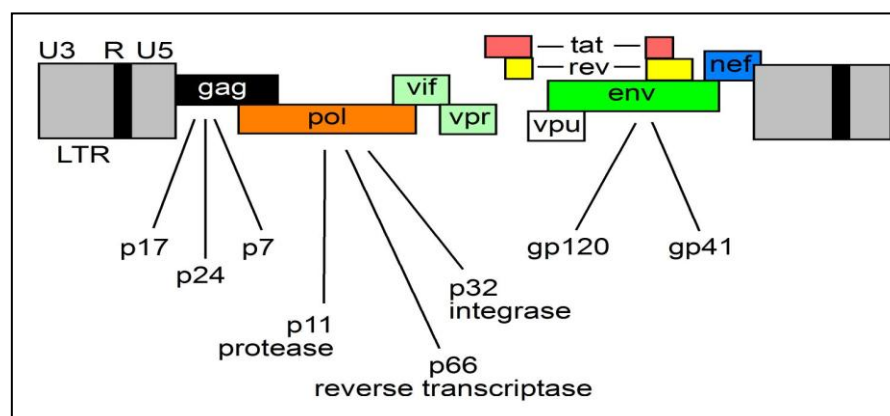 U3 R U5
LTR
gag
pol
vif
vpr
tat
rev
vpu
env
nef
p17
p24
p7
p11
protease
p66
reverse transcriptase
p32
integrase
gp120
gp41